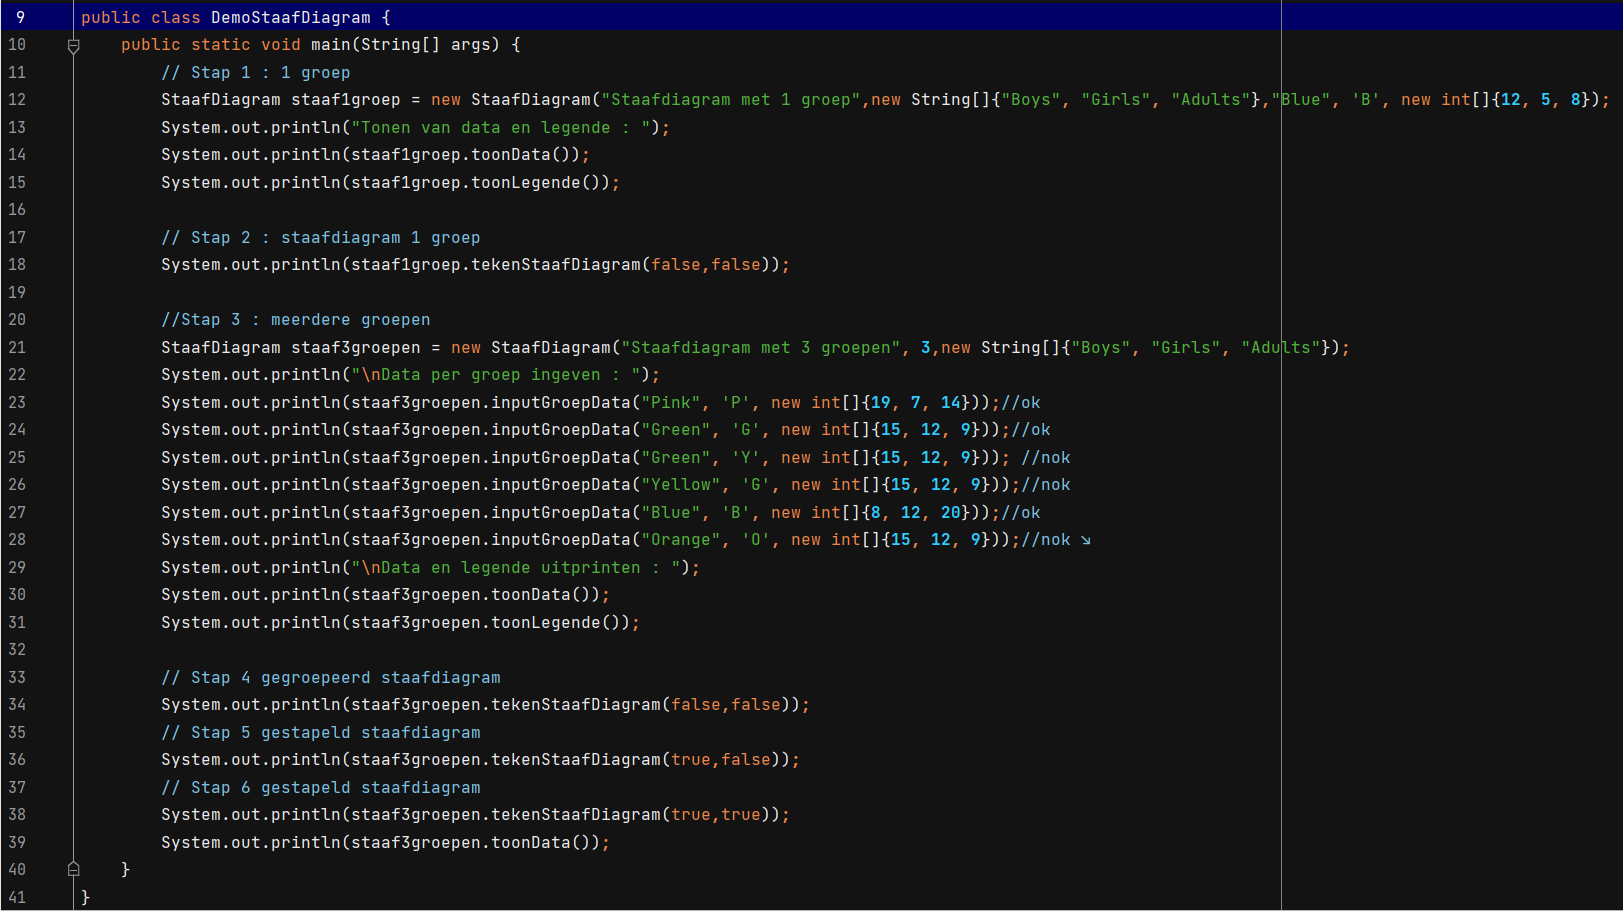 9 public class DemoStaafDiagram {
10     public static void main(String[] args) {
11         // Stap 1 : 1 groep
12         StaafDiagram staaf1groep = new StaafDiagram("Staafdiagram met 1 groep",new String[]{"Boys", "Girls", "Adults"},"Blue", 'B', new int[]{12, 5, 8});
13         System.out.println("Tonen van data en legende : ");
14         System.out.println(staaf1groep.toonData());
15         System.out.println(staaf1groep.toonLegende());
16
17         // Stap 2 : staafdiagram 1 groep
18         System.out.println(staaf1groep.tekenStaafDiagram(false,false));
19
20         //Stap 3 : meerdere groepen
21         StaafDiagram staaf3groepen = new StaafDiagram("Staafdiagram met 3 groepen", 3,new String[]{"Boys", "Girls", "Adults"});
22         System.out.println("\nData per groep ingeven : ");
23         System.out.println(staaf3groepen.inputGroepData("Pink", 'P', new int[]{19, 7, 14}));//ok
24         System.out.println(staaf3groepen.inputGroepData("Green", 'G', new int[]{15, 12, 9}));//ok
25         System.out.println(staaf3groepen.inputGroepData("Green", 'Y', new int[]{15, 12, 9})); //nok
26         System.out.println(staaf3groepen.inputGroepData("Yellow", 'G', new int[]{15, 12, 9}));//nok
27         System.out.println(staaf3groepen.inputGroepData("Blue", 'B', new int[]{8, 12, 20}));//ok
28         System.out.println(staaf3groepen.inputGroepData("Orange", 'O', new int[]{15, 12, 9}));//nok ↘
29         System.out.println("\nData en legende uitprinten : ");
30         System.out.println(staaf3groepen.toonData());
31         System.out.println(staaf3groepen.toonLegende());
32
33         // Stap 4 gegroepeerd staafdiagram
34         System.out.println(staaf3groepen.tekenStaafDiagram(false,false));
35         // Stap 5 gestapeld staafdiagram
36         System.out.println(staaf3groepen.tekenStaafDiagram(true,false));
37         // Stap 6 gestapeld staafdiagram
38         System.out.println(staaf3groepen.tekenStaafDiagram(true,true));
39         System.out.println(staaf3groepen.toonData());
40     }
41 }